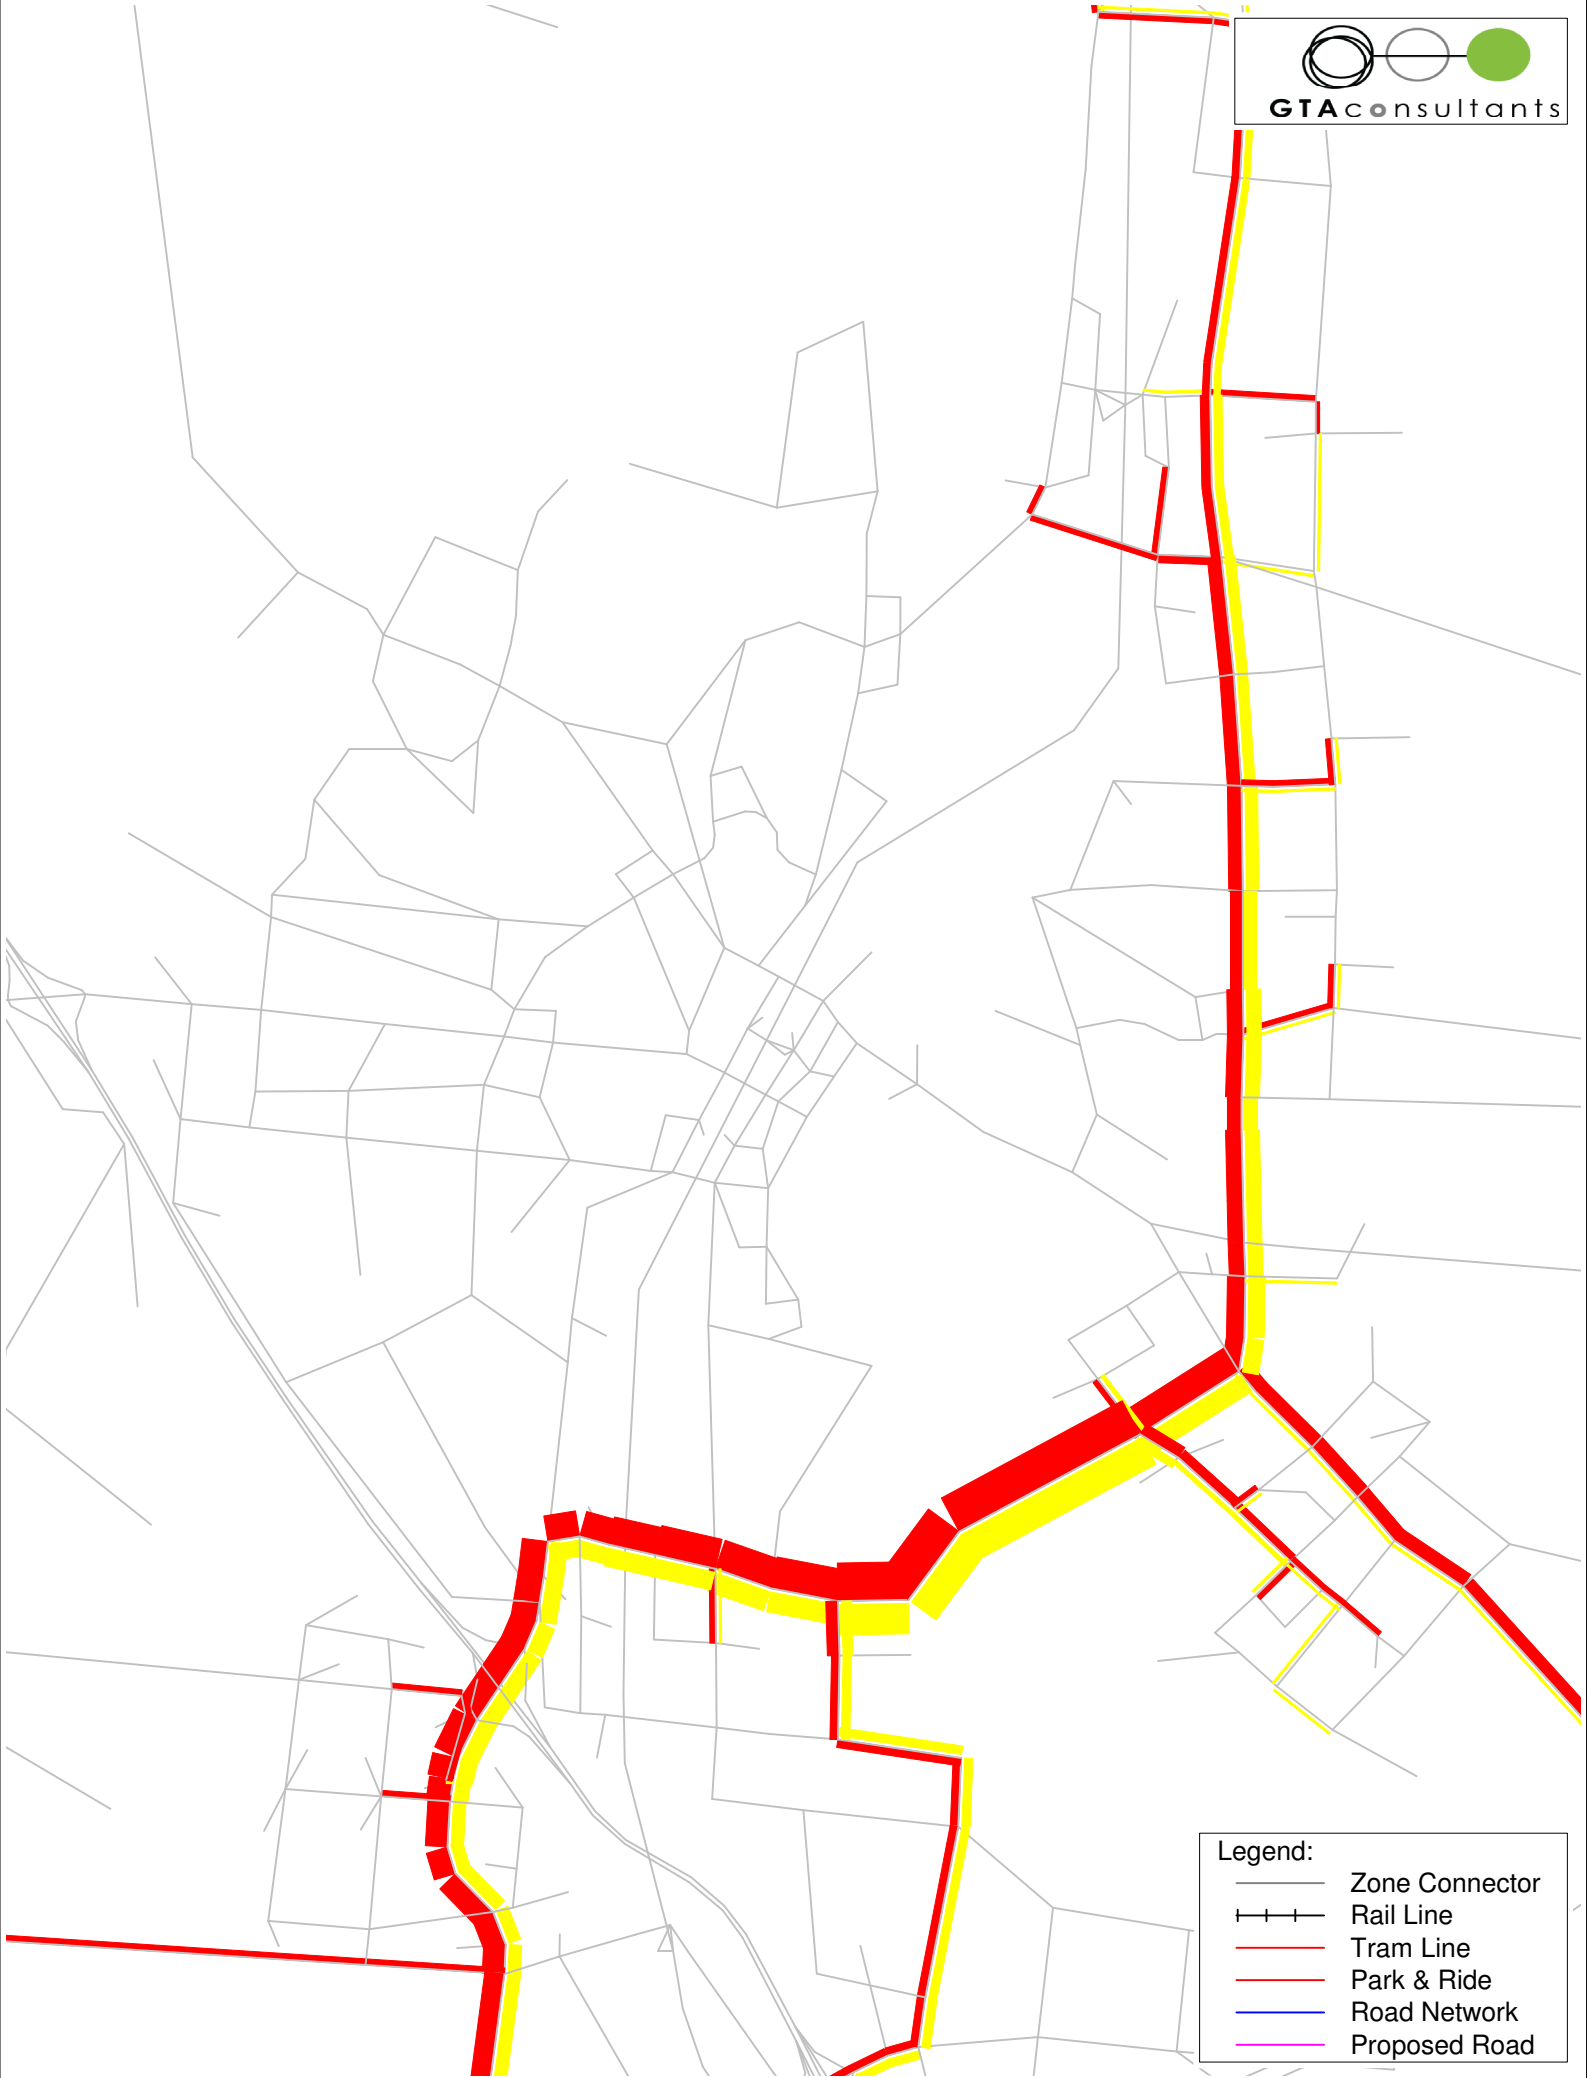 GTAconsultants
Legend:
Zone Connector
Rail Line
Tram Line
Park & Ride
Road Network
Proposed Road